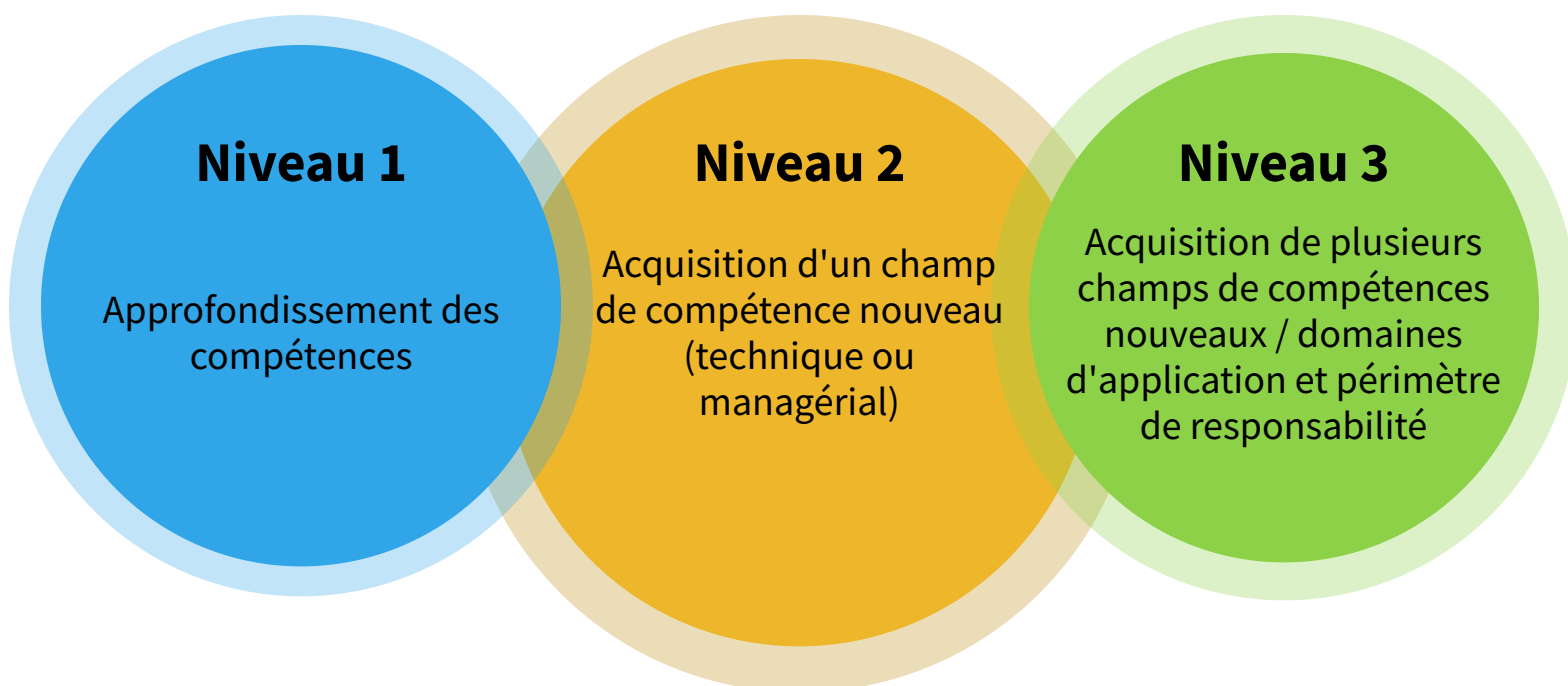 Niveau 1
Approfondissement des
compétences
Niveau 2
Acquisition d'un champ
de compétence nouveau
(technique ou
managérial)
Niveau 3
Acquisition de plusieurs
champs de compétences
nouveaux / domaines
d'application et périmètre
de responsabilité